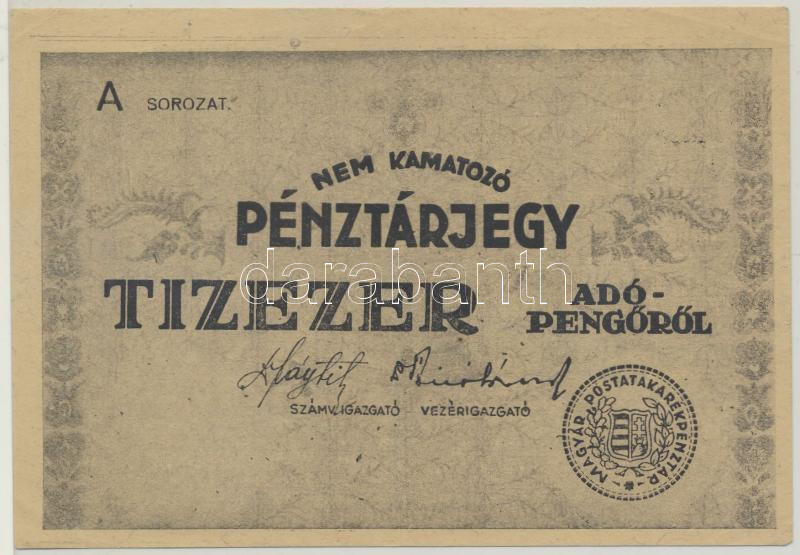 A SOROZAT.
NEM KAMATOZÓ
PÉNZTÁRJEGY
darabanth
TIZEZER ADÓ-
PENGŐRŐL
SZÁMV. IGAZGATÓ VEZÉRIGAZGATÓ
MAGYAR POSTATAKARÉKPÉNZTÁR